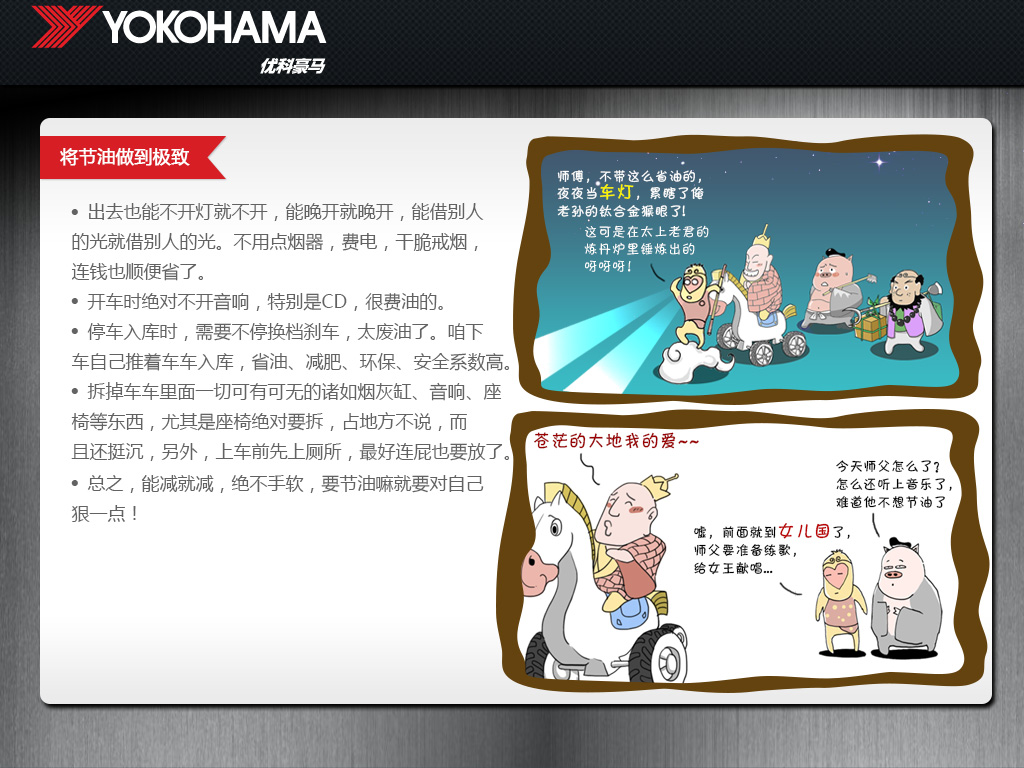 YOKOHAMA
优科豪马
将节油做到极致
• 出去也能不开灯就不开，能晚开就晚开，能借别人
的光就借别人的光。不用点烟器，费电，干脆戒烟，
连钱也顺便省了。
• 开车时绝对不开音响，特别是CD，很费油的。
• 停车入库时，需要不停换档刹车，太废油了。咱下
车自己推着车车入库，省油、减肥、环保、安全系数高。
• 拆掉车车里面一切可有可无的诸如烟灰缸、音响、座
椅等东西，尤其是座椅绝对要拆，占地方不说，而
且还挺沉，另外，上车前先上厕所，最好连屁也要放了。
• 总之，能减就减，绝不手软，要节油嘛就要对自己
狠一点！
师傅，不带这么省油的，
夜夜当车灯，累瞎了俺
老孙的钛合金猴眼了！
这可是在太上老君的
炼丹炉里锤炼出的
呀呀呀！
苍茫的大地我的爱~~
今天师父怎么了？
怎么还听上音乐了，
难道他不想节油了
嘘，前面就到女儿国了，
师父要准备练歌，
给女王献唱...